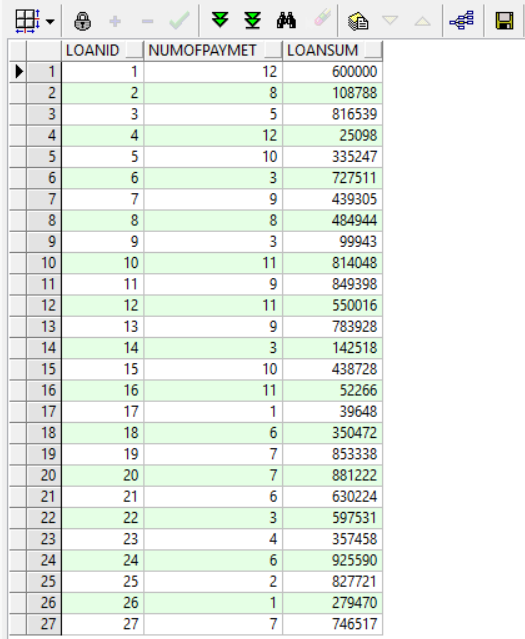 LOANID NUMOFPAYMET LOANSUM
1 1 12 600000
2 2 8 108788
3 3 5 816539
4 4 12 25098
5 5 10 335247
6 6 3 727511
7 7 9 439305
8 8 8 484944
9 9 3 99943
10 10 11 814048
11 11 9 849398
12 12 11 550016
13 13 9 783928
14 14 3 142518
15 15 10 438728
16 16 11 52266
17 17 1 39648
18 18 6 350472
19 19 7 853338
20 20 7 881222
21 21 6 630224
22 22 3 597531
23 23 4 357458
24 24 6 925590
25 25 2 827721
26 26 1 279470
27 27 7 746517